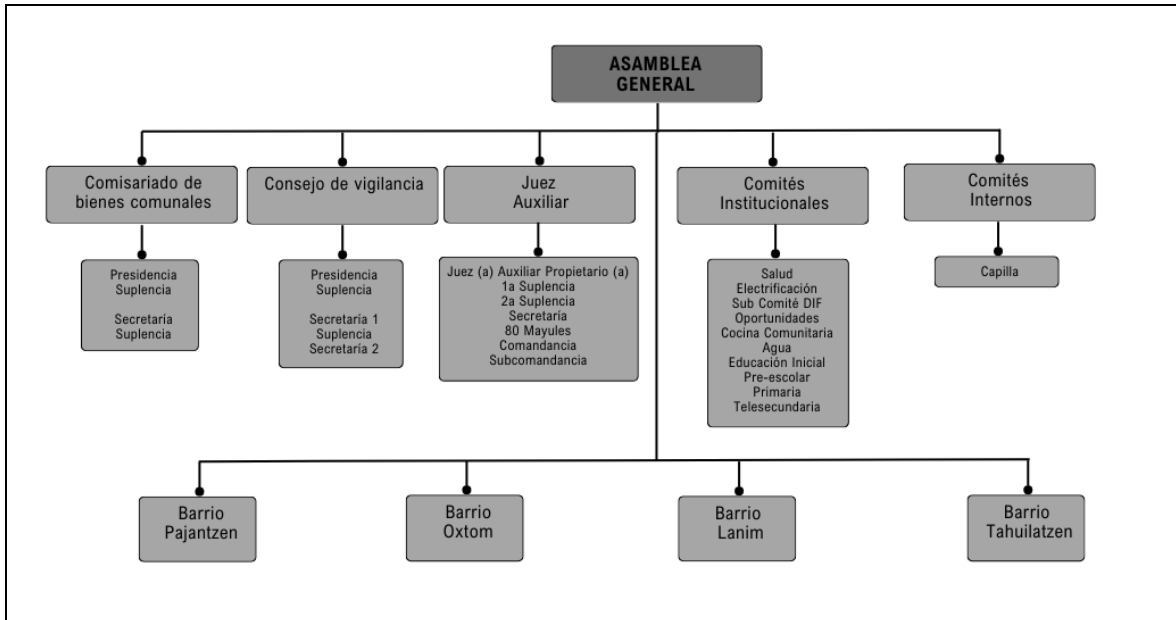 ASAMBLEA
GENERAL
Comisariado de
bienes comunales
Consejo de vigilancia
Juez
Auxiliar
Comités
Institucionales
Comités
Internos
Presidencia
Suplencia
Secretaría
Suplencia
Presidencia
Suplencia
Secretaría 1
Suplencia
Secretaría 2
Juez (a) Auxiliar Propietario (a)
1a Suplencia
2a Suplencia
Secretaría
80 Mayules
Comandancia
Subcomandancia
Salud
Electrificación
Sub Comité DIF
Oportunidades
Cocina Comunitaria
Agua
Educación Inicial
Pre-escolar
Primaria
Telesecundaria
Capilla
Barrio
Pajantzen
Barrio
Oxtom
Barrio
Lanim
Barrio
Tahuilatzen